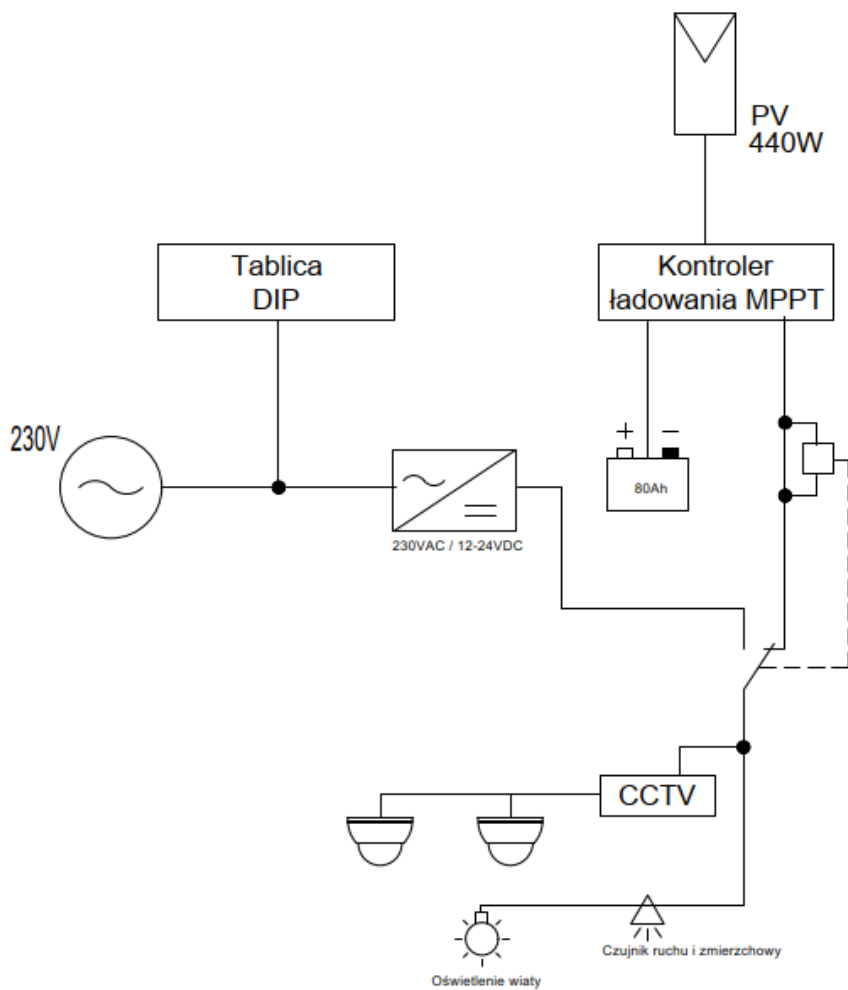 PV
440W
Tablica
DIP
Kontroler
ładowania MPPT
230V
+ −
80Ah
230VAC / 12-24VDC
CCTV
Czujnik ruchu i zmierzchowy
Oświetlenie wiaty